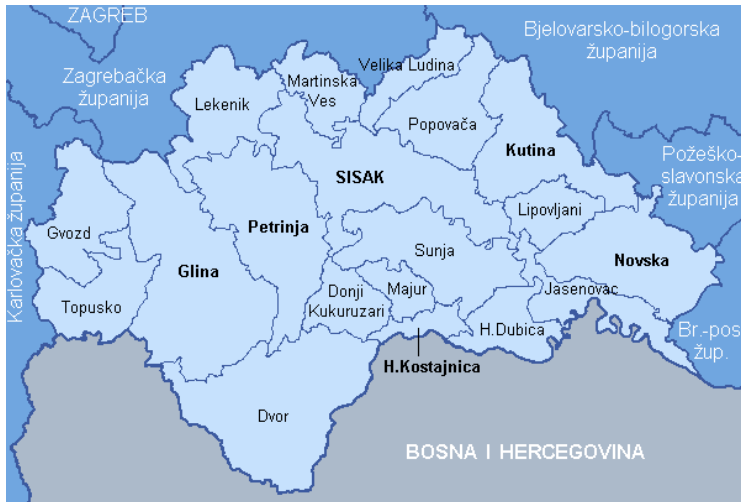 ZAGREB
Bjelovarsko-bilogorska
županija
Zagrebačka
županija
Velika Ludina
Martinska
Ves
Lekenik
Popovača
Kutina
Požeško-
slavonska
županija
SISAK
Karlovačka županija
Lipovljani
Petrinja
Gvozd
Sunja
Novska
Glina
Topusko
Donji
Kukuruzari
Majur
Jasenovac
H.Dubica
Br.-pos
žup.
H.Kostajnica
Dvor
BOSNA I HERCEGOVINA